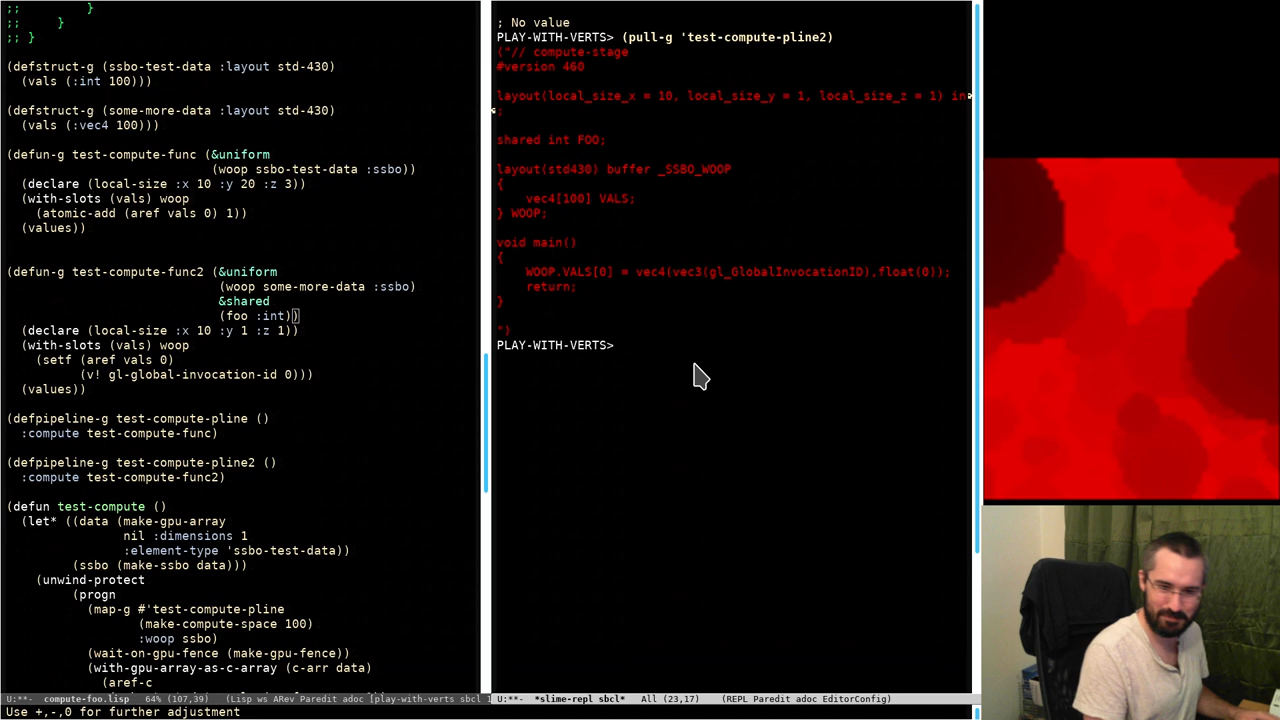 ;;         }
;;     }
;; }
(defstruct-g (ssbo-test-data :layout std-430)
  (vals (:int 100)))
(defstruct-g (some-more-data :layout std-430)
  (vals (:vec4 100)))
(defun-g test-compute-func (&uniform
                            (woop ssbo-test-data :ssbo))
  (declare (local-size :x 10 :y 20 :z 3))
  (with-slots (vals) woop
    (atomic-add (aref vals 0) 1))
  (values))
(defun-g test-compute-func2 (&uniform
                             (woop some-more-data :ssbo)
                             &shared
                             (foo :int))
  (declare (local-size :x 10 :y 1 :z 1))
  (with-slots (vals) woop
    (setf (aref vals 0)
          (v! gl-global-invocation-id 0)))
  (values))
(defpipeline-g test-compute-pline ()
  :compute test-compute-func)
(defpipeline-g test-compute-pline2 ()
  :compute test-compute-func2)
(defun test-compute ()
  (let* ((data (make-gpu-array
                nil :dimensions 1
                :element-type 'ssbo-test-data))
         (ssbo (make-ssbo data)))
    (unwind-protect
         (progn
           (map-g #'test-compute-pline
                  (make-compute-space 100)
                  :woop ssbo)
           (wait-on-gpu-fence (make-gpu-fence))
           (with-gpu-array-as-c-array (c-arr data)
             (aref-c
U:**-  compute-foo.lisp   64% (107,39)   (Lisp ws ARev Paredit adoc [play-with-verts sbcl 1
Use +,-,0 for further adjustment
; No value
PLAY-WITH-VERTS> (pull-g 'test-compute-pline2)
("// compute-stage
#version 460
layout(local_size_x = 10, local_size_y = 1, local_size_z = 1) in
;
shared int FOO;
layout(std430) buffer _SSBO_WOOP
{
    vec4[100] VALS;
} WOOP;
void main()
{
    WOOP.VALS[0] = vec4(vec3(gl_GlobalInvocationID),float(0));
    return;
}
")
PLAY-WITH-VERTS>
U:**-  *slime-repl sbcl*   All (23,17)    (REPL Paredit adoc EditorConfig)